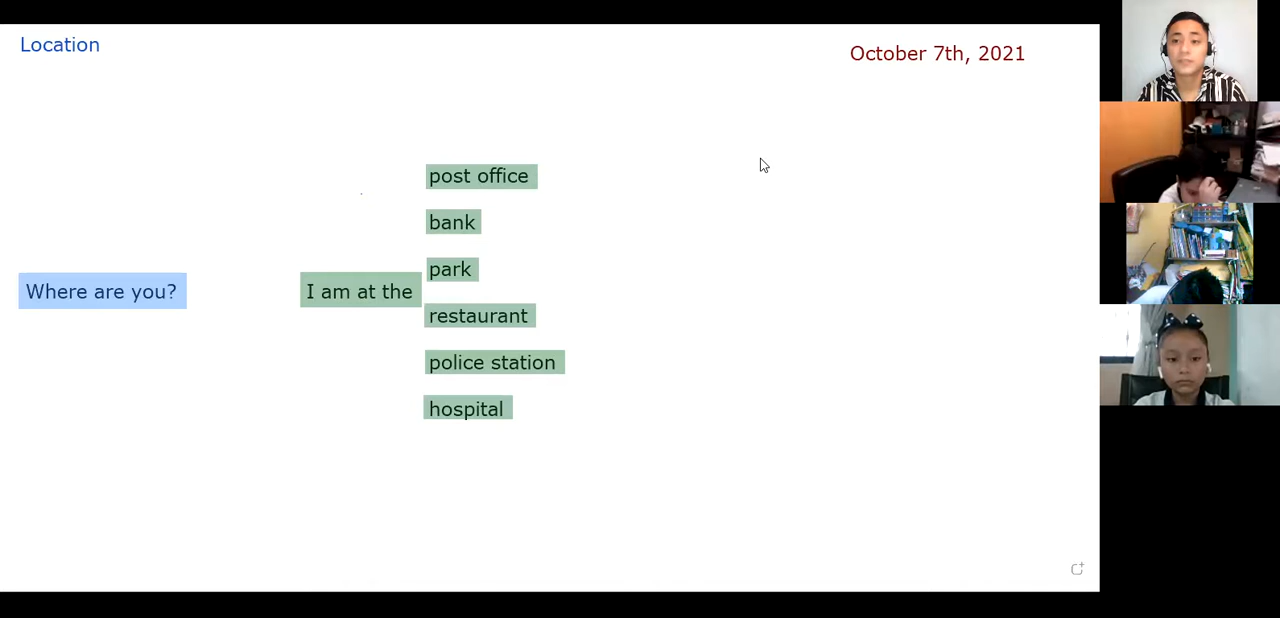 Location
October 7th, 2021
post office
bank
park
Where are you?
I am at the
restaurant
police station
hospital